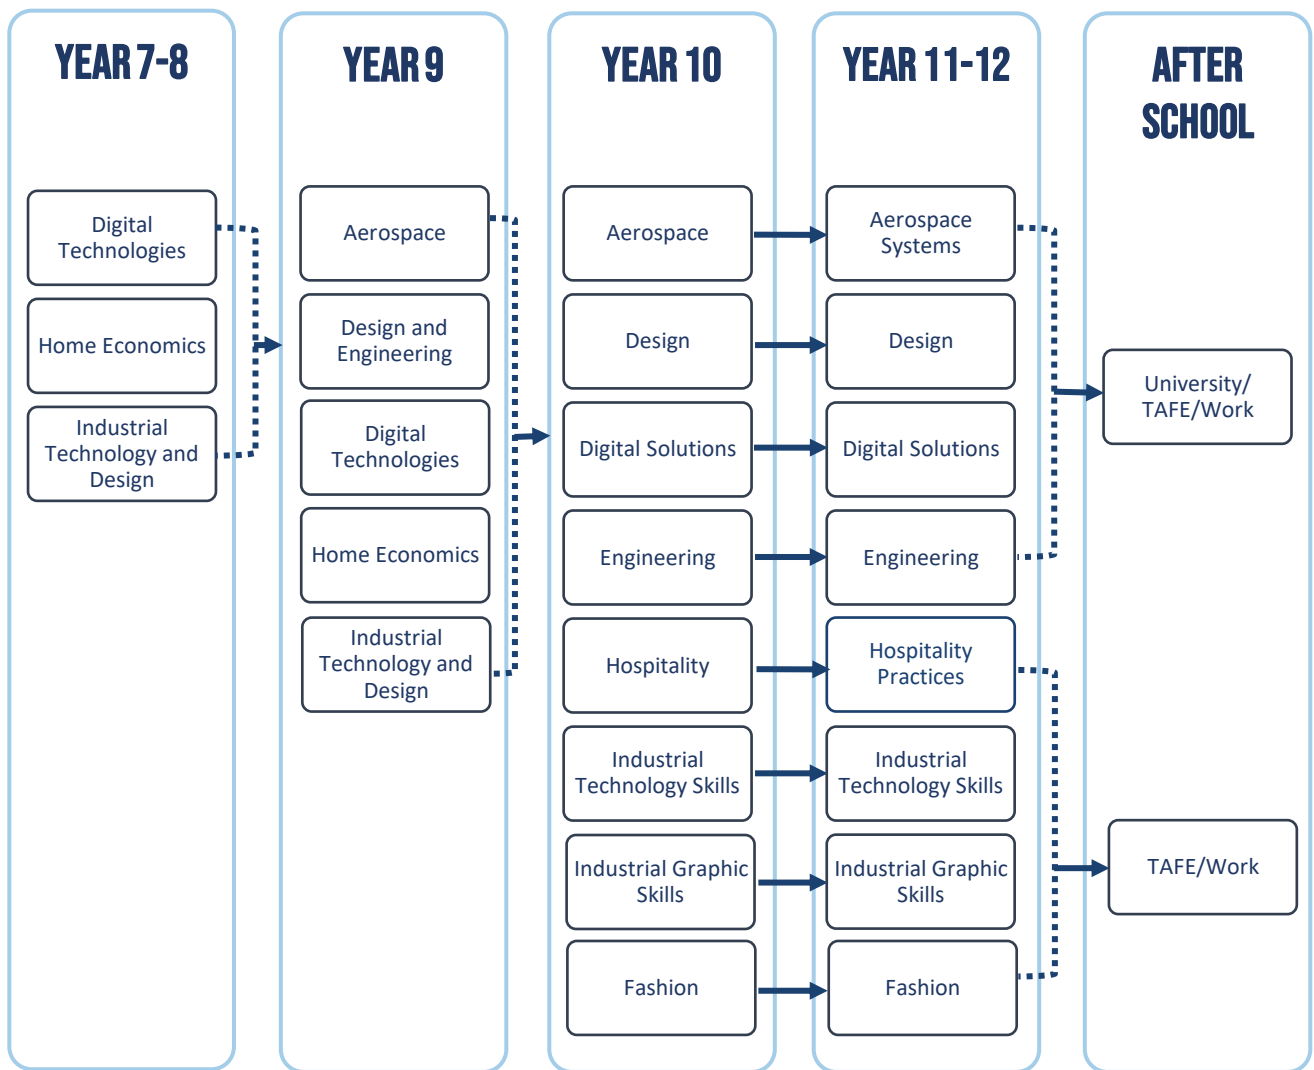 YEAR 7-8
Digital
Technologies
Home Economics
Industrial
Technology and
Design
YEAR 9
Aerospace
Design and
Engineering
Digital
Technologies
Home Economics
Industrial
Technology and
Design
YEAR 10
Aerospace
Design
Digital Solutions
Engineering
Hospitality
Industrial
Technology Skills
Industrial Graphic
Skills
Fashion
YEAR 11-12
Aerospace
Systems
Design
Digital Solutions
Engineering
Hospitality
Practices
Industrial
Technology Skills
Industrial Graphic
Skills
Fashion
AFTER
SCHOOL
University/
TAFE/Work
TAFE/Work